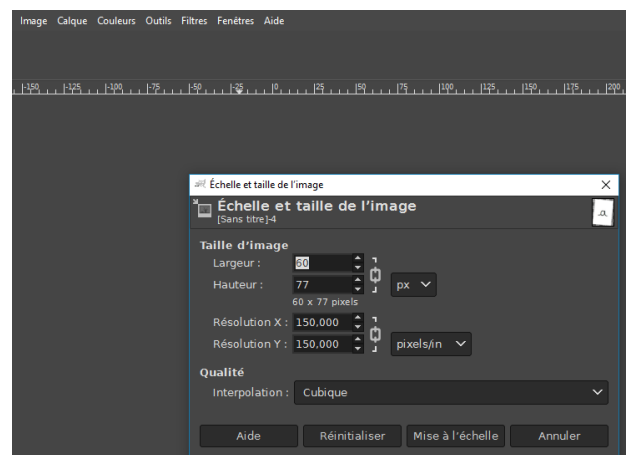 Image Calque Couleurs Outils Filtres Fenêtres Aide
-150 -125 -100 -75 -50 -25 0 25 50 75 100 125 150 175 200
Échelle et taille de l'image
Échelle et taille de l'image
[Sans titre]-4
a
Taille d'image
Largeur : 60
Hauteur : 77 px
60 x 77 pixels
Résolution X : 150,000
Résolution Y : 150,000 pixels/in
Qualité
Interpolation : Cubique
Aide Réinitialiser Mise à l'échelle Annuler